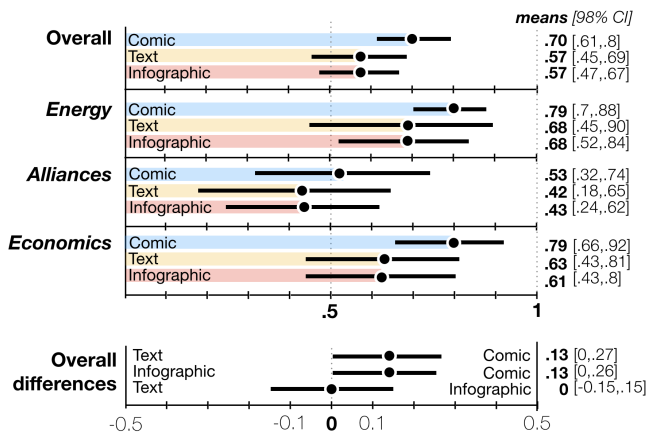 means [98% CI]
Overall
Comic .70 [.61,.8]
Text .57 [.45,.69]
Infographic .57 [.47,.67]
Energy
Comic .79 [.7,.88]
Text .68 [.45,.90]
Infographic .68 [.52,.84]
Alliances
Comic .53 [.32,.74]
Text .42 [.18,.65]
Infographic .43 [.24,.62]
Economics
Comic .79 [.66,.92]
Text .63 [.43,.81]
Infographic .61 [.43,.8]
.5 1
Overall
differences
Text Comic .13 [0,.27]
Infographic Comic .13 [0,.26]
Text Infographic 0 [-0.15,.15]
-0.5 -0.1 0 0.1 0.5